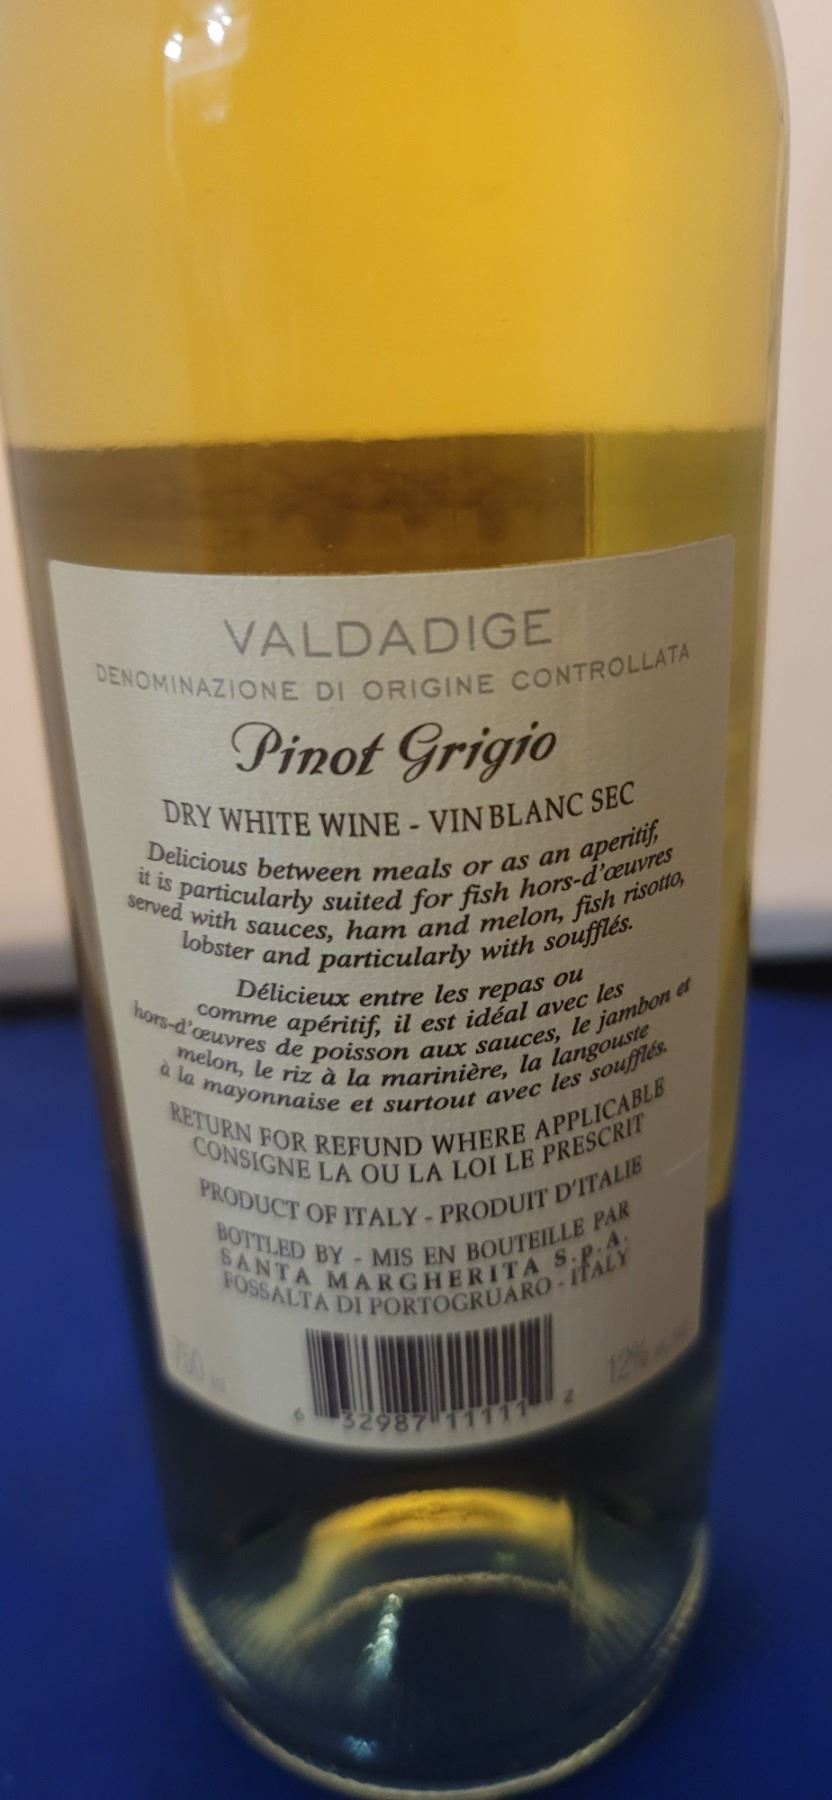 VALDADIGE
DENOMINAZIONE DI ORIGINE CONTROLLATA
Pinot Grigio
DRY WHITE WINE - VIN BLANC SEC
Delicious between meals or as an aperitif,
it is particularly suited for fish hors-d'œuvres
served with sauces, ham and melon, fish risotto,
lobster and particularly with soufflés.
Délicieux entre les repas ou
comme apéritif, il est idéal avec les
hors-d'œuvres de poisson aux sauces, le jambon et
melon, le riz à la marinière, la langouste
à la mayonnaise et surtout avec les soufflés.
RETURN FOR REFUND WHERE APPLICABLE
CONSIGNE LA OU LA LOI LE PRESCRIT
PRODUCT OF ITALY - PRODUIT D'ITALIE
BOTTLED BY - MIS EN BOUTEILLE PAR
SANTA MARGHERITA S.p.A.
FOSSALTA DI PORTOGRUARO - ITALY
750 ml 12%
6 32987 11111 2